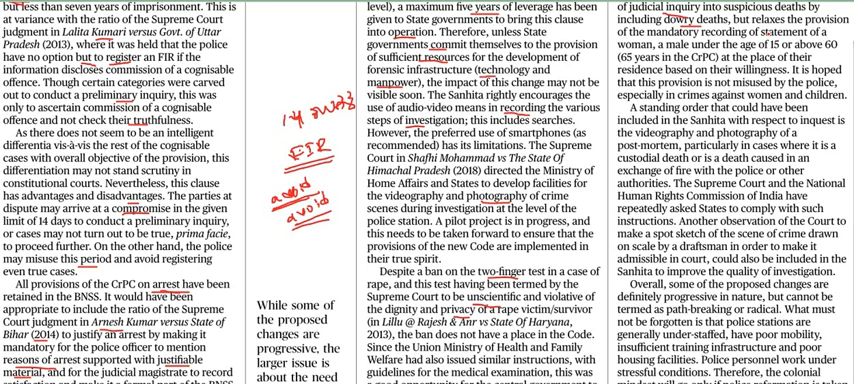 but less than seven years of imprisonment. This is
at variance with the ratio of the Supreme Court
judgment in Lalita Kumari versus Govt. of Uttar
Pradesh (2013), where it was held that the police
have no option but to register an FIR if the
information discloses commission of a cognisable
offence. Though certain categories were carved
out to conduct a preliminary inquiry, this was
only to ascertain commission of a cognisable
offence and not check their truthfulness.
As there does not seem to be an intelligent
differentia vis-à-vis the rest of the cognisable
cases with overall objective of the provision, this
differentiation may not stand scrutiny in
constitutional courts. Nevertheless, this clause
has advantages and disadvantages. The parties at
dispute may arrive at a compromise in the given
limit of 14 days to conduct a preliminary inquiry,
or cases may not turn out to be true, prima facie,
to proceed further. On the other hand, the police
may misuse this period and avoid registering
even true cases.
All provisions of the CrPC on arrest have been
retained in the BNSS. It would have been
appropriate to include the ratio of the Supreme
Court judgment in Arnesh Kumar versus State of
Bihar (2014) to justify an arrest by making it
mandatory for the police officer to mention
reasons of arrest supported with justifiable
material, and for the judicial magistrate to record
14
FIR
avoid
avoid
While some of
the proposed
changes are
progressive, the
larger issue is
about the need
level), a maximum five years of leverage has been
given to State governments to bring this clause
into operation. Therefore, unless State
governments commit themselves to the provision
of sufficient resources for the development of
forensic infrastructure (technology and
manpower), the impact of this change may not be
visible soon. The Sanhita rightly encourages the
use of audio-video means in recording the various
steps of investigation; this includes searches.
However, the preferred use of smartphones (as
recommended) has its limitations. The Supreme
Court in Shafhi Mohammad vs The State Of
Himachal Pradesh (2018) directed the Ministry of
Home Affairs and States to develop facilities for
the videography and photography of crime
scenes during investigation at the level of the
police station. A pilot project is in progress, and
this needs to be taken forward to ensure that the
provisions of the new Code are implemented in
their true spirit.
Despite a ban on the two-finger test in a case of
rape, and this test having been termed by the
Supreme Court to be unscientific and violative of
the dignity and privacy of a rape victim/survivor
(in Lillu @ Rajesh & Anr vs State Of Haryana,
2013), the ban does not have a place in the Code.
Since the Union Ministry of Health and Family
Welfare had also issued similar instructions, with
guidelines for the medical examination, this was
of judicial inquiry into suspicious deaths by
including dowry deaths, but relaxes the provision
of the mandatory recording of statement of a
woman, a male under the age of 15 or above 60
(65 years in the CrPC) at the place of their
residence based on their willingness. It is hoped
that this provision is not misused by the police,
especially in crimes against women and children.
A standing order that could have been
included in the Sanhita with respect to inquest is
the videography and photography of a
post-mortem, particularly in cases where it is a
custodial death or is a death caused in an
exchange of fire with the police or other
authorities. The Supreme Court and the National
Human Rights Commission of India have
repeatedly asked States to comply with such
instructions. Another observation of the Court to
make a spot sketch of the scene of crime drawn
on scale by a draftsman in order to make it
admissible in court, could also be included in the
Sanhita to improve the quality of investigation.
Overall, some of the proposed changes are
definitely progressive in nature, but cannot be
termed as path-breaking or radical. What must
not be forgotten is that police stations are
generally under-staffed, have poor mobility,
insufficient training infrastructure and poor
housing facilities. Police personnel work under
stressful conditions. Therefore, the colonial